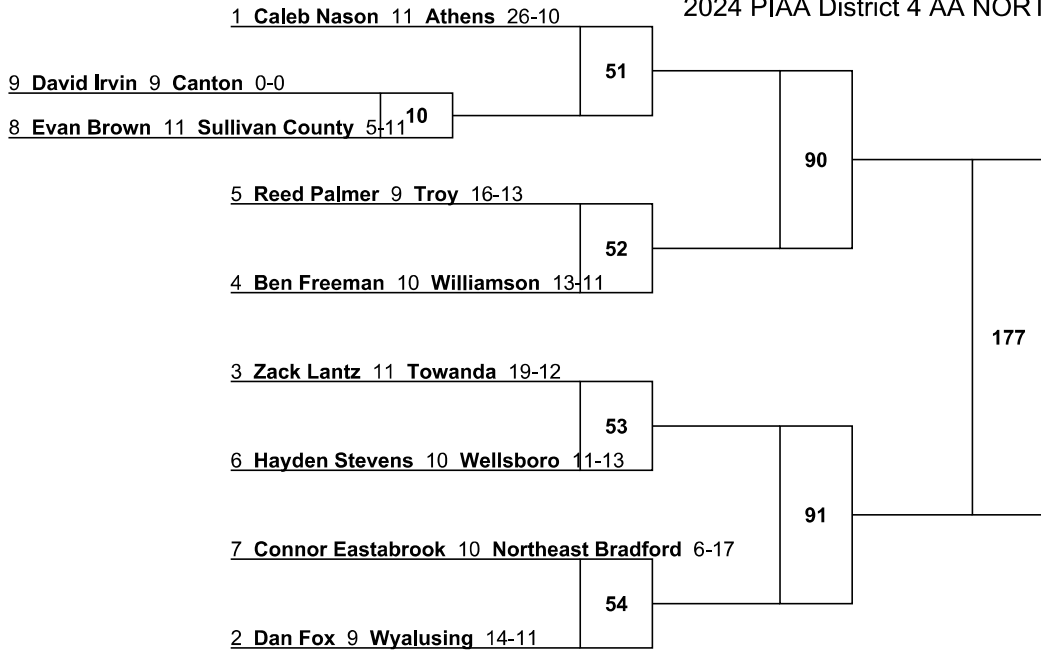 2024 PIAA District 4 AA NORT
1 Caleb Nason 11 Athens 26-10
51
9 David Irvin 9 Canton 0-0
10
8 Evan Brown 11 Sullivan County 5-11
90
5 Reed Palmer 9 Troy 16-13
52
4 Ben Freeman 10 Williamson 13-11
177
3 Zack Lantz 11 Towanda 19-12
53
6 Hayden Stevens 10 Wellsboro 11-13
91
7 Connor Eastabrook 10 Northeast Bradford 6-17
54
2 Dan Fox 9 Wyalusing 14-11